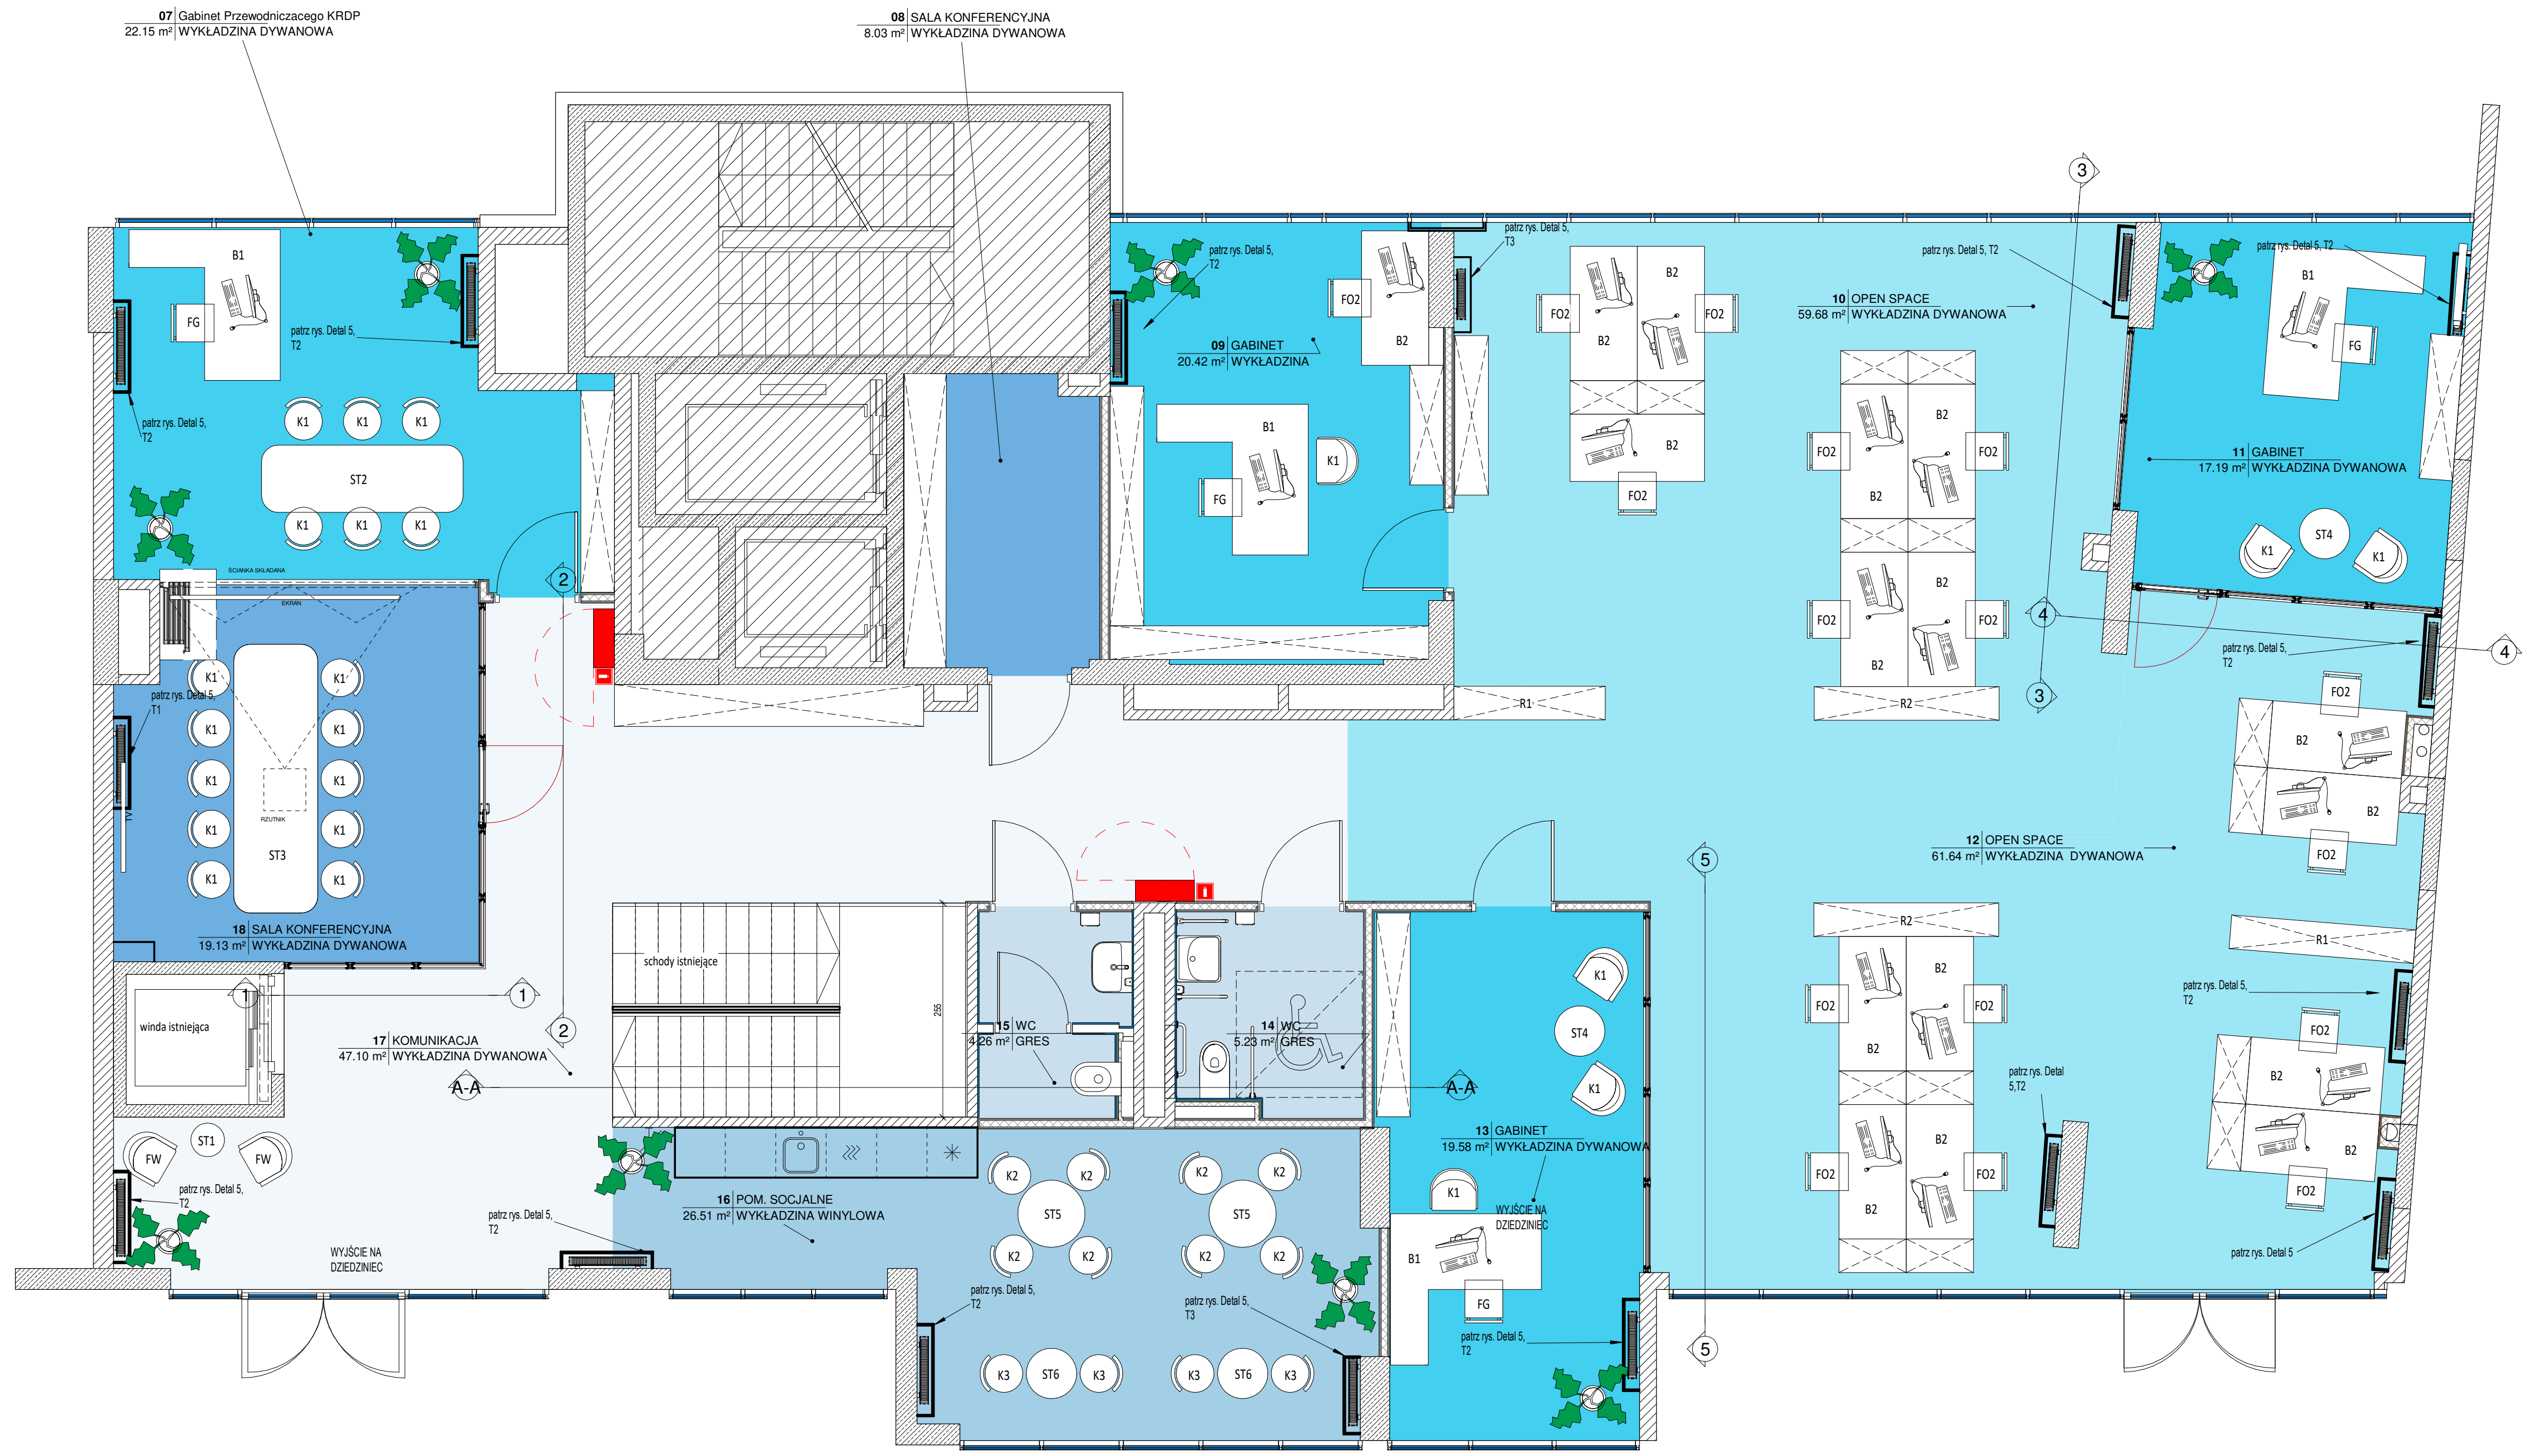 07 Gabinet Przewodniczacego KRDP
22.15 m² WYKŁADZINA DYWANOWA
08 SALA KONFERENCYJNA
8.03 m² WYKŁADZINA DYWANOWA
3
patrz rys. Detal 5,
T3
patrz rys. Detal 5,
T2
patrz rys. Detal 5, T2
patrz rys. Detal 5, T2
B1
FG
patrz rys. Detal 5,
T2
patrz rys. Detal 5,
T2
K1 K1 K1
ST2
K1 K1 K1
FO2
B2
09 GABINET
20.42 m² WYKŁADZINA
B1
K1
FG
FO2
B2
B2
FO2
B2
FO2
10 OPEN SPACE
59.68 m² WYKŁADZINA DYWANOWA
B1
FG
11 GABINET
17.19 m² WYKŁADZINA DYWANOWA
K1
ST4
K1
B2
FO2
FO2
B2
B2
FO2
FO2
B2
R2
R1
3
4
4
patrz rys. Detal 5,
T2
ŚCIANKA SKŁADANA
EKRAN
2
K1 K1
patrz rys. Detal 5,
T1
K1 K1
K1 K1
RZUTNIK
TV
K1 K1
ST3
K1 K1
18 SALA KONFERENCYJNA
19.13 m² WYKŁADZINA DYWANOWA
FO2
B2
B2
FO2
12 OPEN SPACE
61.64 m² WYKŁADZINA DYWANOWA
5
R2
R1
schody istniejące
255
1
1
winda istniejąca
2
17 KOMUNIKACJA
47.10 m² WYKŁADZINA DYWANOWA
A-A
A-A
15 WC
4.26 m² GRES
14 WC
5.23 m² GRES
K1
ST4
K1
B2
FO2
FO2
B2
B2
FO2
FO2
B2
patrz rys. Detal 5,
T2
FO2
B2
B2
FO2
patrz rys. Detal
5,T2
patrz rys. Detal 5
13 GABINET
19.58 m² WYKŁADZINA DYWANOWA
K1
WYJŚCIE NA
DZIEDZINIEC
B1
FG
patrz rys. Detal 5,
T2
5
FW
ST1
FW
patrz rys. Detal 5,
T2
WYJŚCIE NA
DZIEDZINIEC
patrz rys. Detal 5,
T2
16 POM. SOCJALNE
26.51 m² WYKŁADZINA WINYLOWA
K2 K2 K2 K2
ST5 ST5
K2 K2 K2 K2
patrz rys. Detal 5,
T2
patrz rys. Detal 5,
T3
K3 ST6 K3 K3 ST6 K3